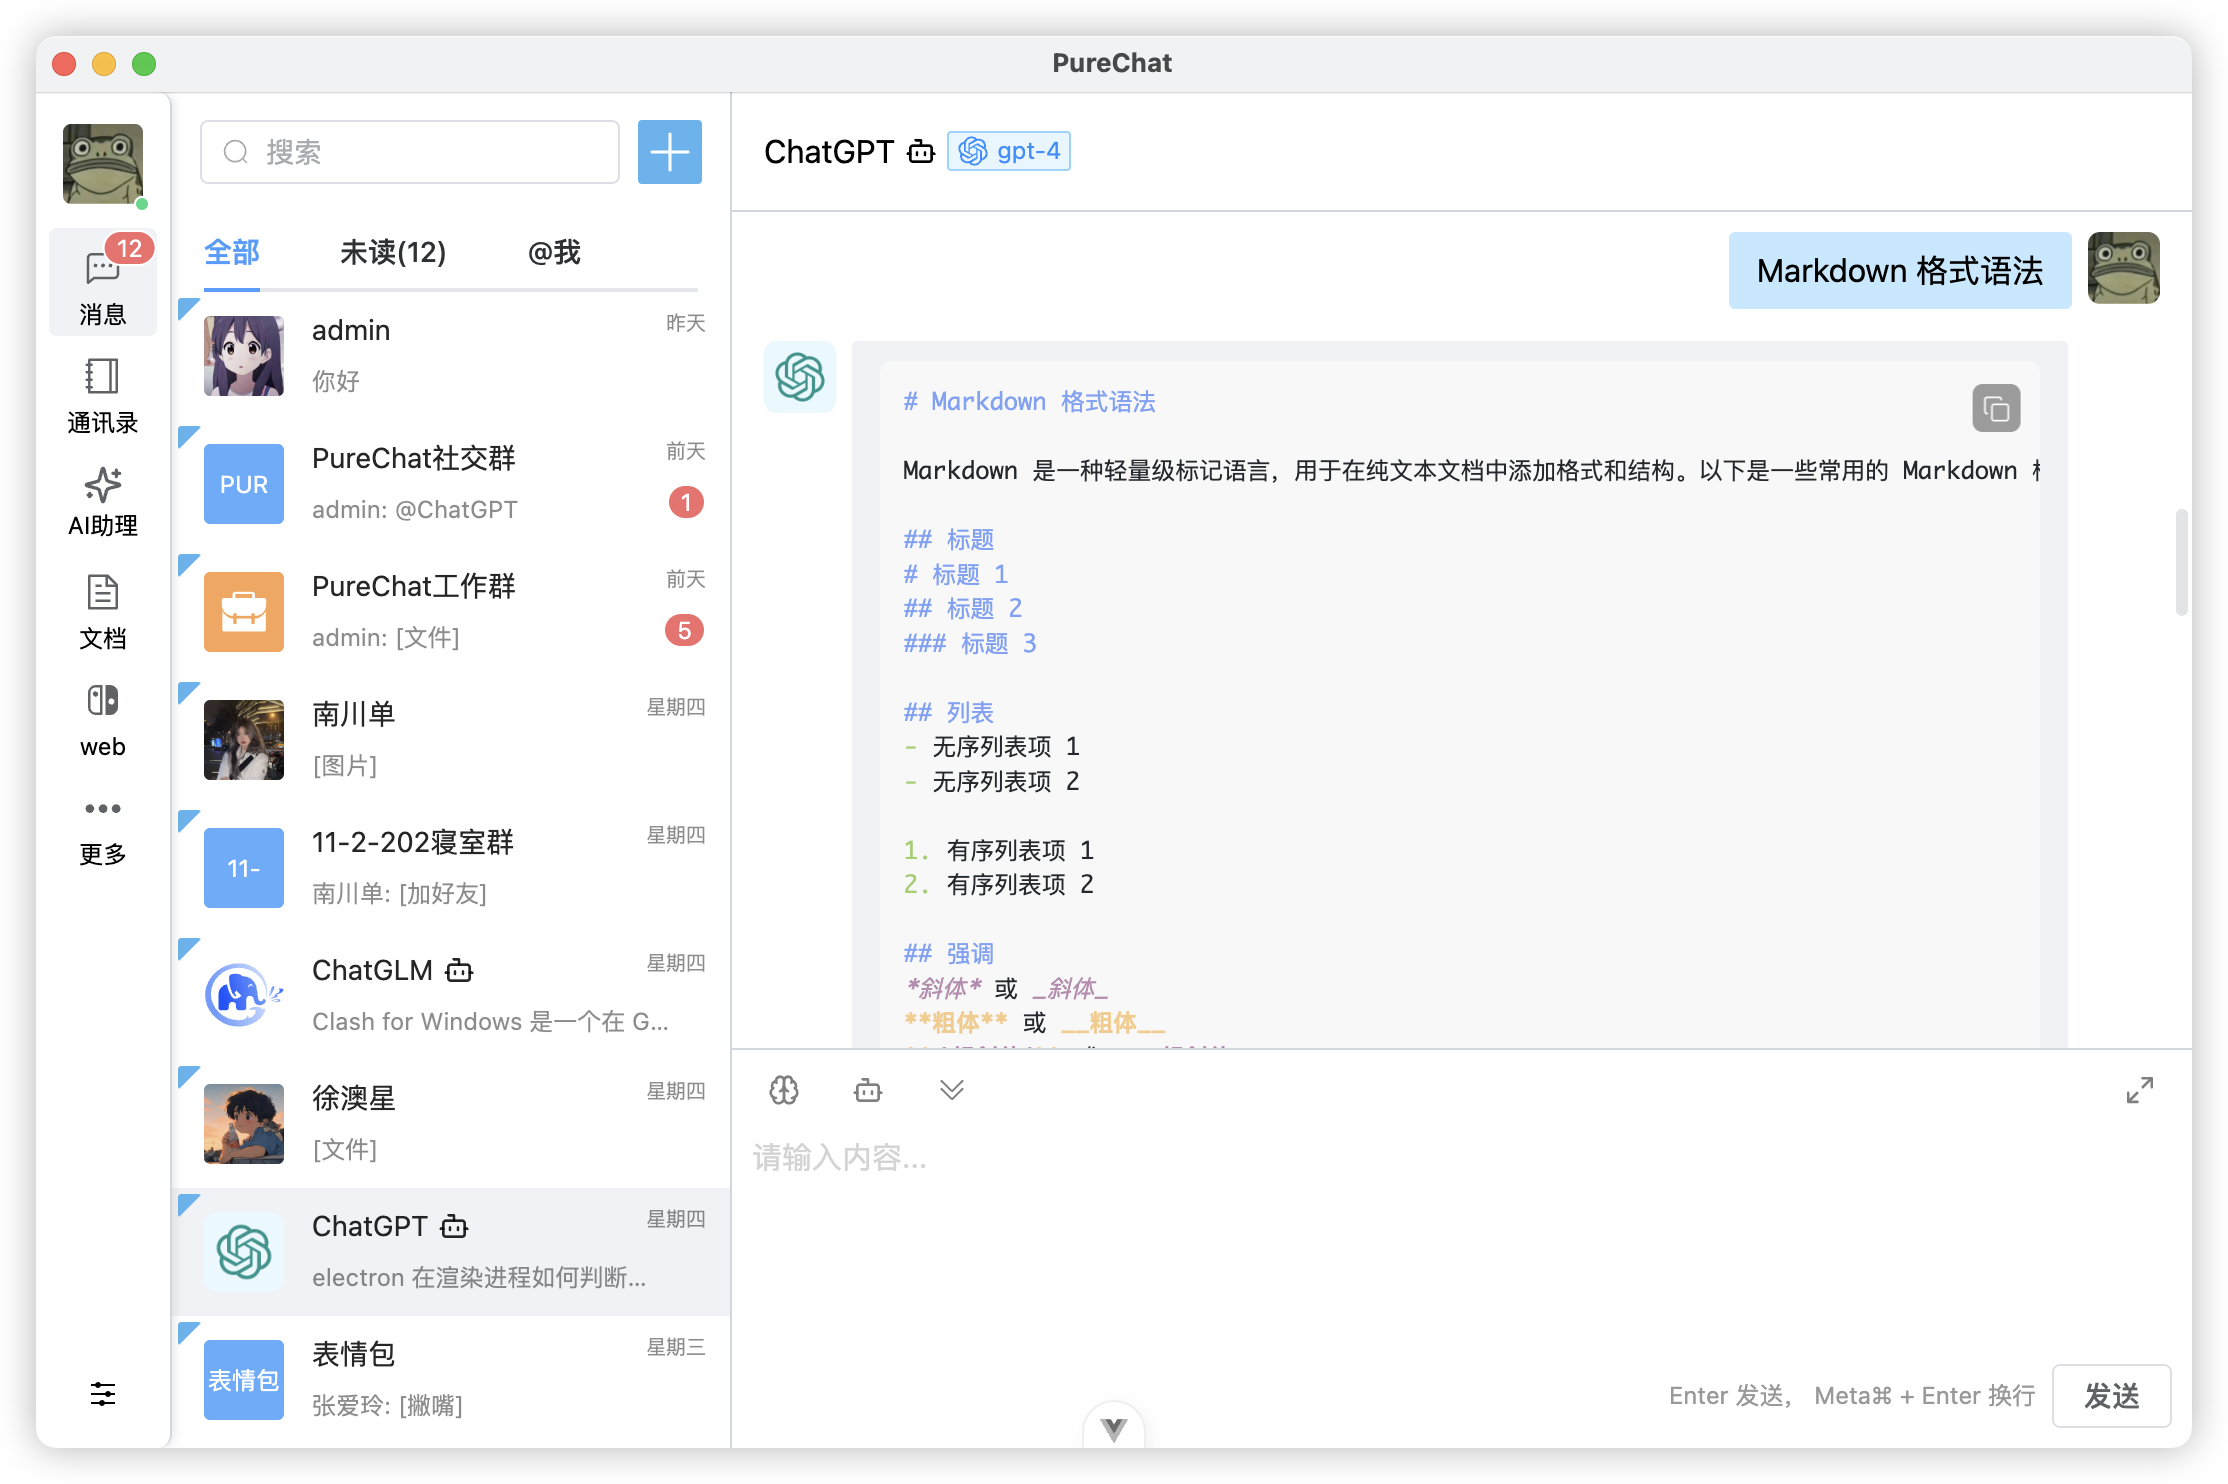 PureChat
12
消息
通讯录
AI助理
文档
web
更多
搜索
全部
未读(12)
@我
admin
昨天
你好
PUR
PureChat社交群
前天
admin: @ChatGPT
1
PureChat工作群
前天
admin: [文件]
5
南川单
星期四
[图片]
11-
11-2-202寝室群
星期四
南川单: [加好友]
ChatGLM
星期四
Clash for Windows 是一个在 G...
徐澳星
星期四
[文件]
ChatGPT
星期四
electron 在渲染进程如何判断...
表情包
表情包
星期三
张爱玲: [撇嘴]
ChatGPT
gpt-4
Markdown 格式语法
# Markdown 格式语法
Markdown 是一种轻量级标记语言，用于在纯文本文档中添加格式和结构。以下是一些常用的 Markdown
## 标题
# 标题 1
## 标题 2
### 标题 3
## 列表
- 无序列表项 1
- 无序列表项 2
1. 有序列表项 1
2. 有序列表项 2
## 强调
*斜体* 或 _斜体_
**粗体** 或 __粗体__
请输入内容...
Enter 发送， Meta⌘ + Enter 换行
发送